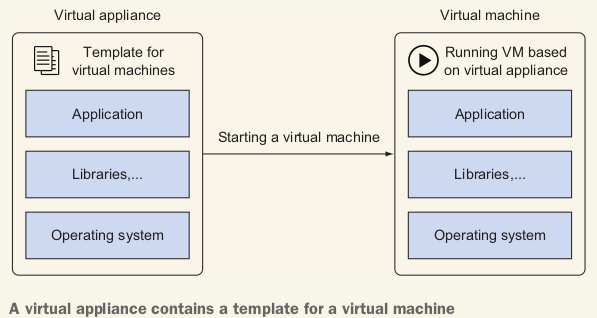 Virtual appliance
Template for
virtual machines
Application
Libraries,...
Operating system
Starting a virtual machine
Virtual machine
Running VM based
on virtual appliance
Application
Libraries,...
Operating system
A virtual appliance contains a template for a virtual machine